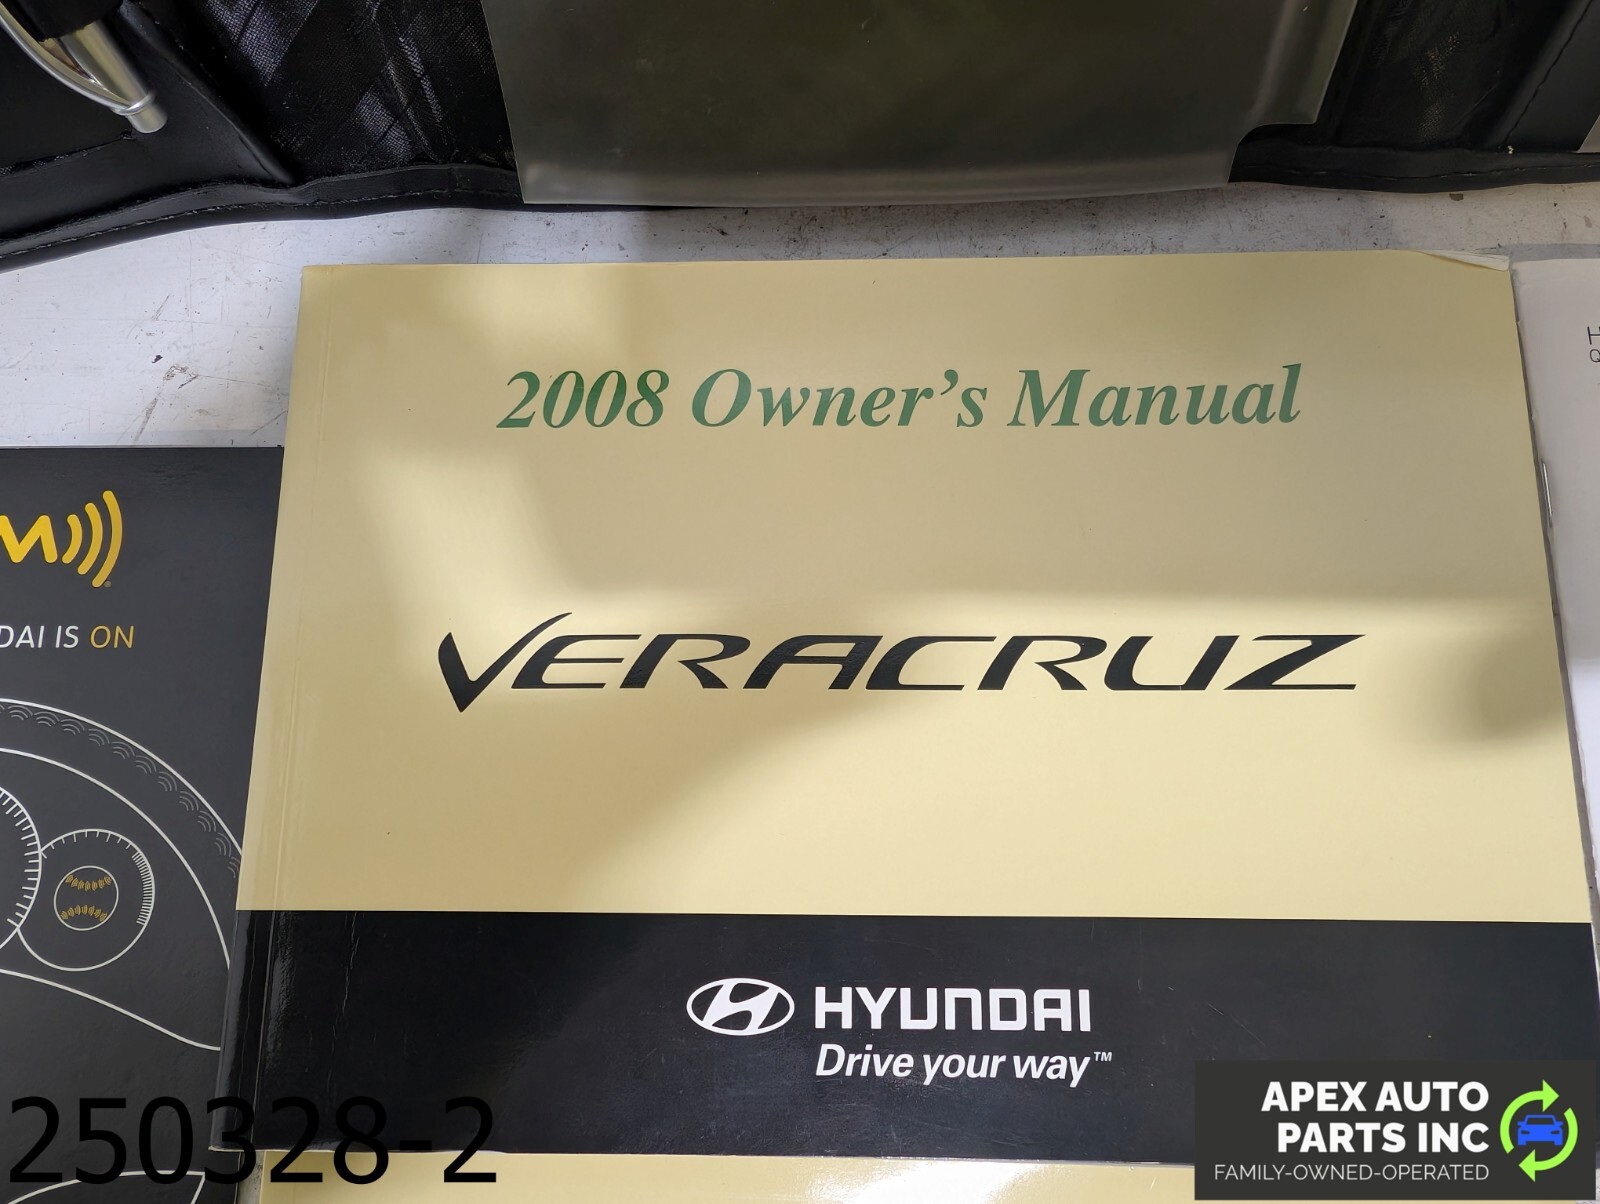 2008 Owner's Manual
M
DAI IS ON
VERACRUZ
H
Q
HYUNDAI
Drive your way™
250328-2
APEX AUTO
PARTS INC
FAMILY-OWNED-OPERATED